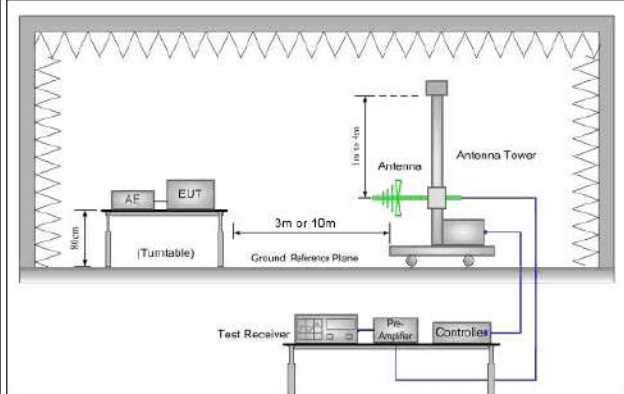 1m to 4m
Antenna
Antenna Tower
AE
EUT
80cm
(Turntable)
3m or 10m
Ground Reference Plane
Test Receiver
Pre-
Amplifier
Controller